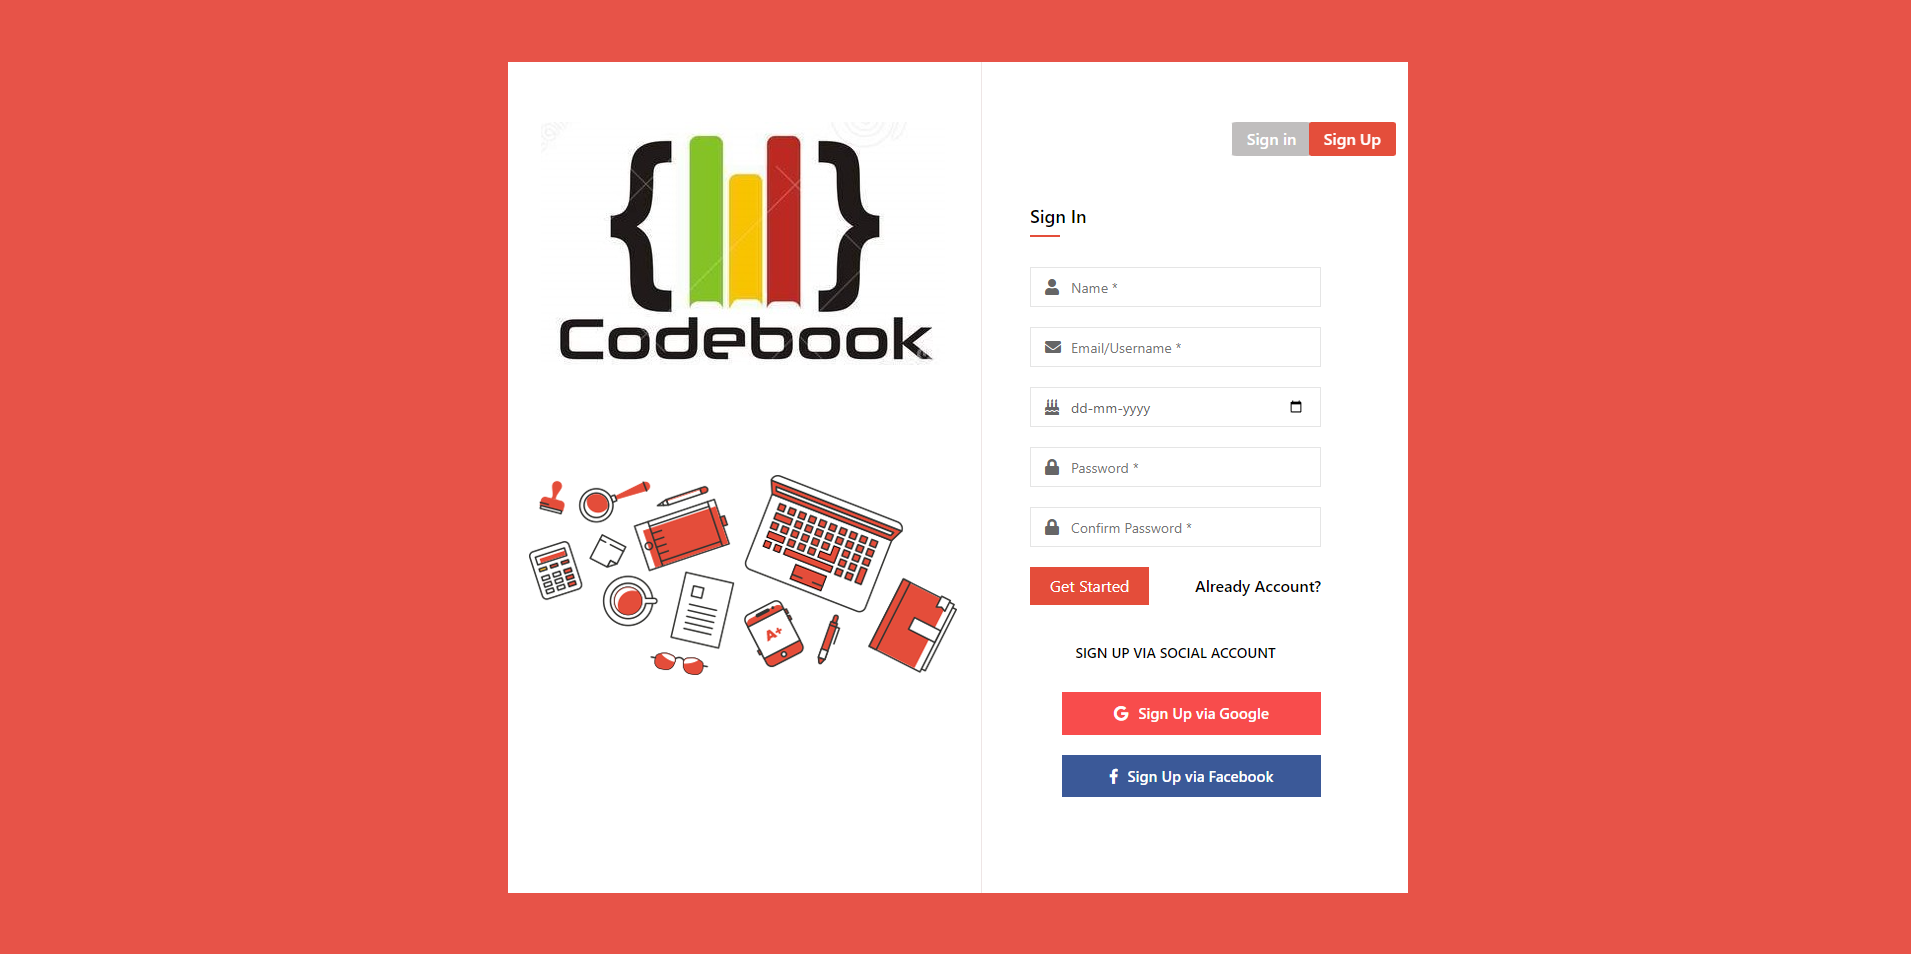 Codebook
A+
Sign in
Sign Up
Sign In
Name *
Email/Username *
dd-mm-yyyy
Password *
Confirm Password *
Get Started
Already Account?
SIGN UP VIA SOCIAL ACCOUNT
G Sign Up via Google
f Sign Up via Facebook